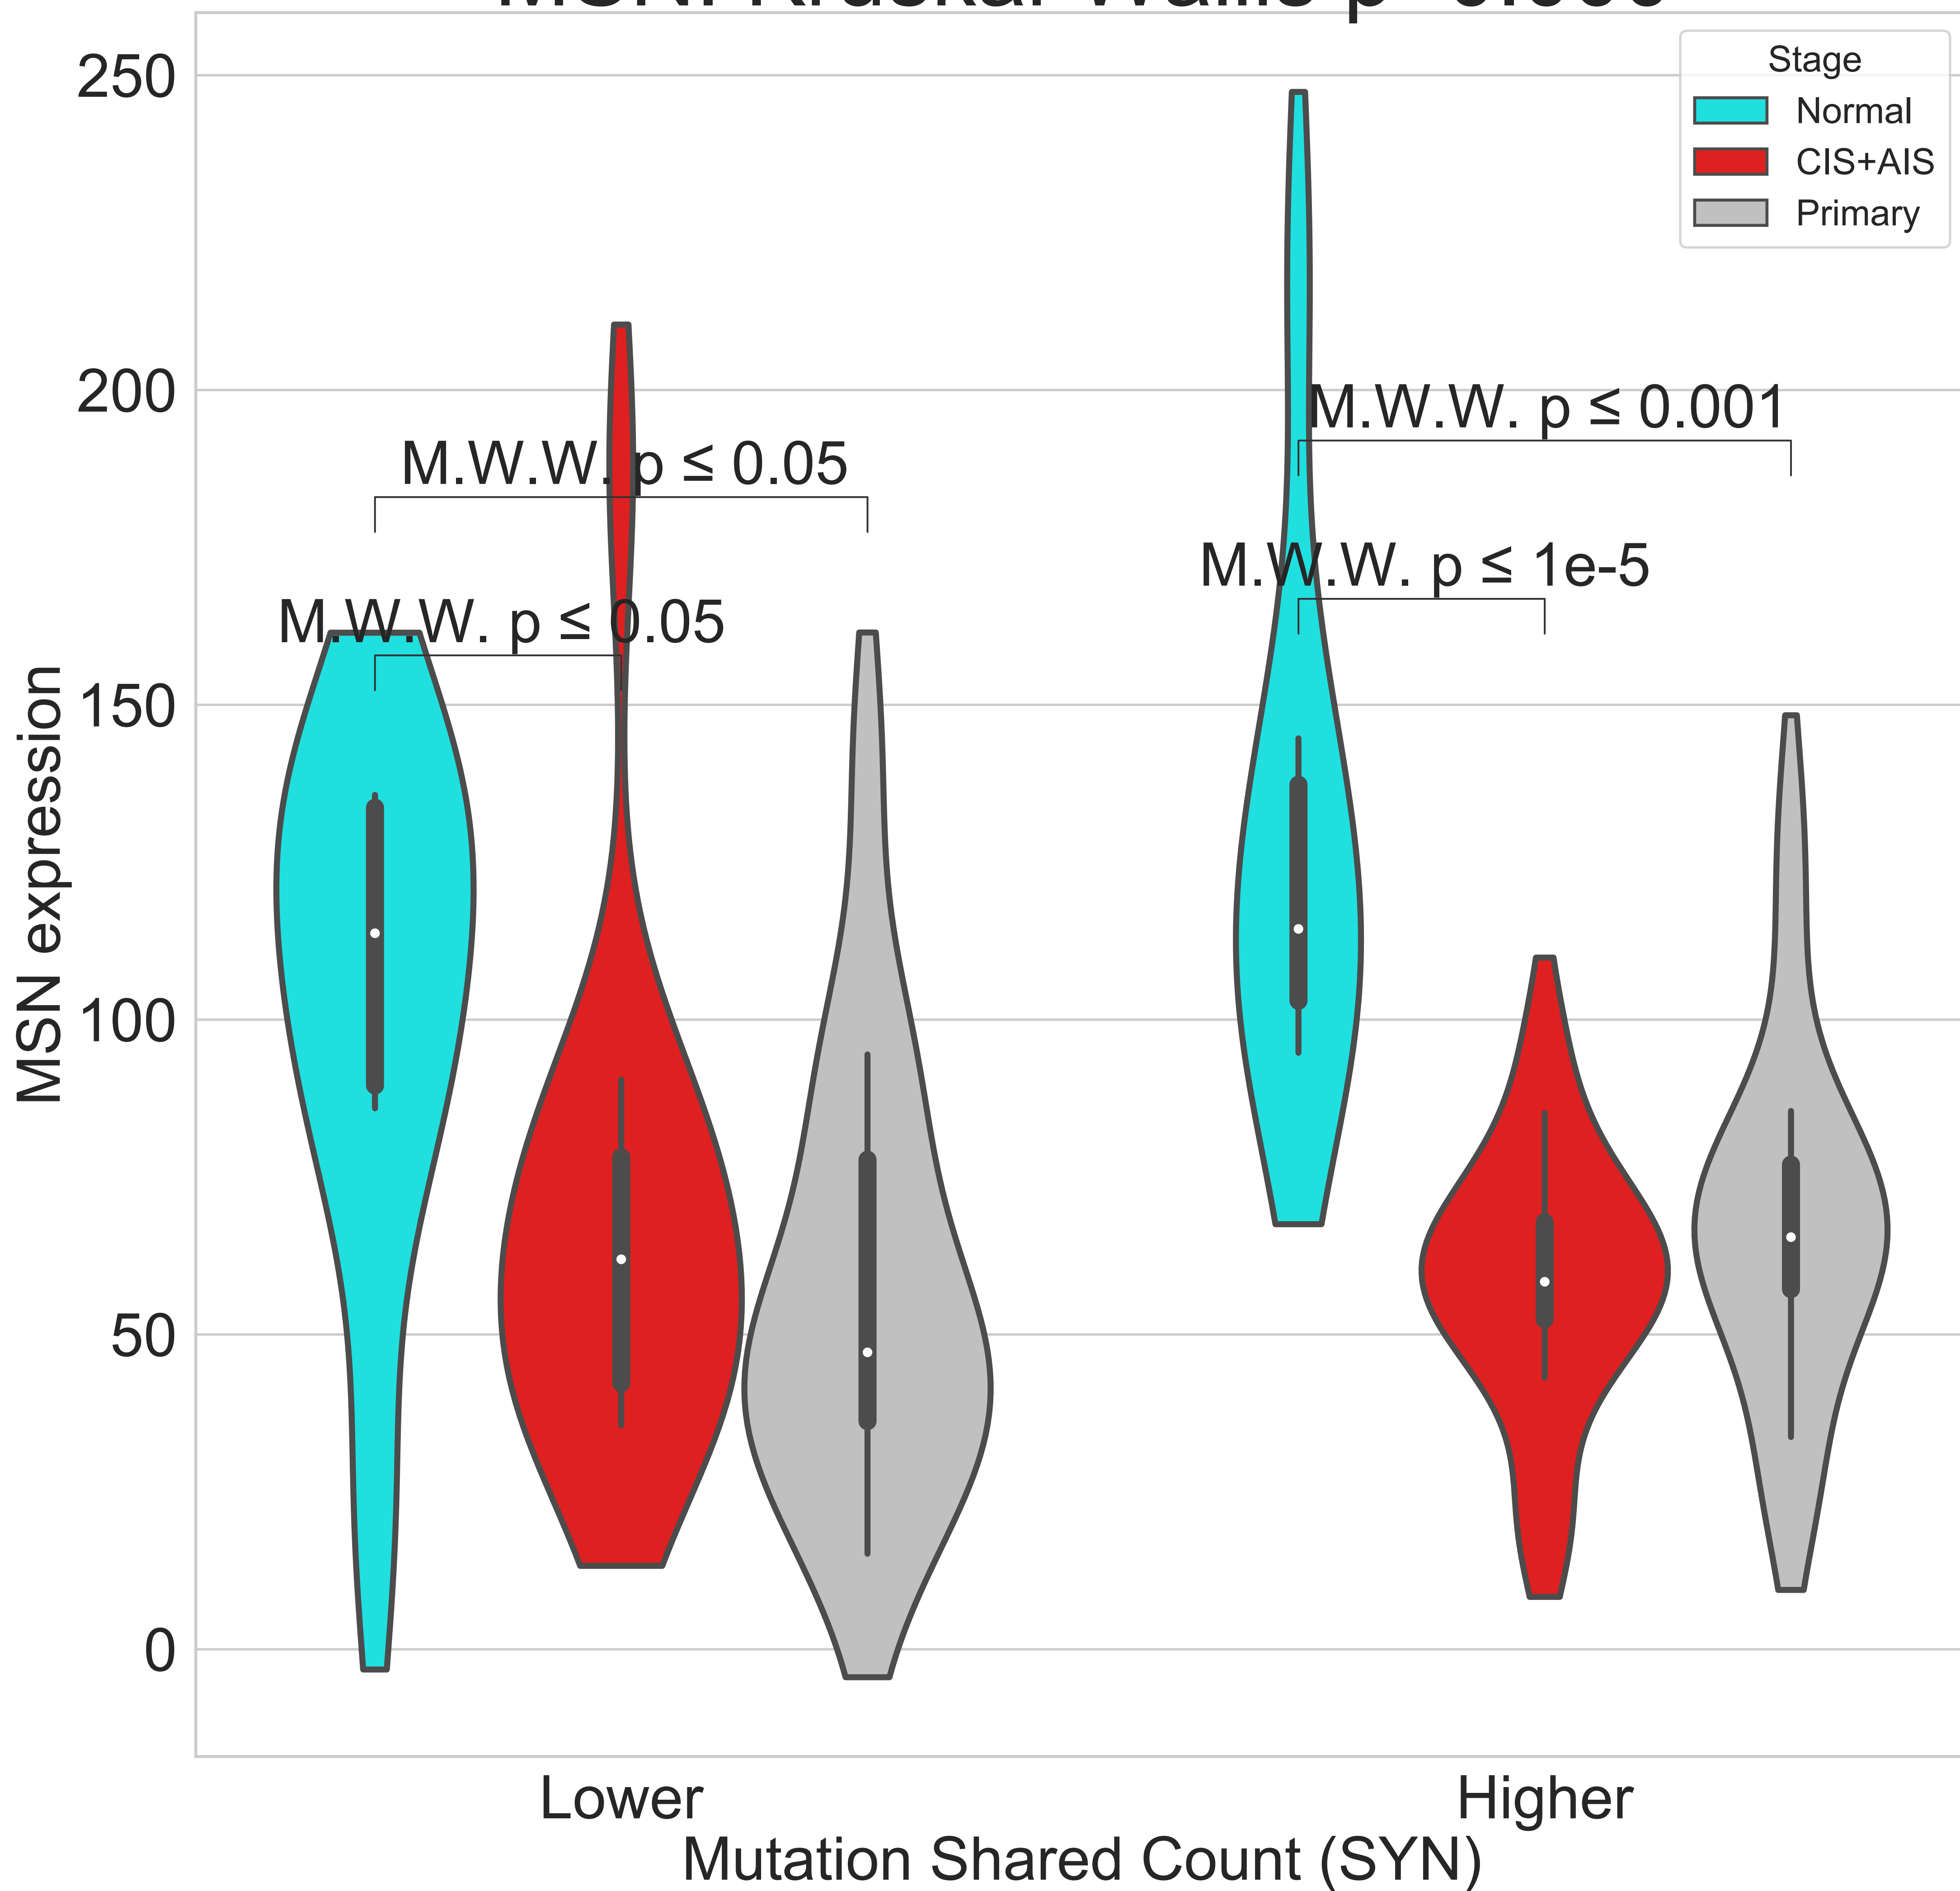 250
Stage
Normal
CIS+AIS
Primary
200
M.W.W. p ≤ 0.001
M.W.W. p ≤ 0.05
M.W.W. p ≤ 1e-5
M.W.W. p ≤ 0.05
150
MSN expression
100
50
0
Lower
Higher
Mutation Shared Count (SYN)